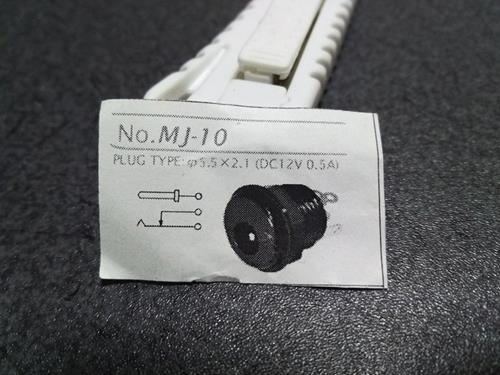 No.MJ-10
PLUG TYPE: φ5.5×2.1 (DC12V 0.5A)